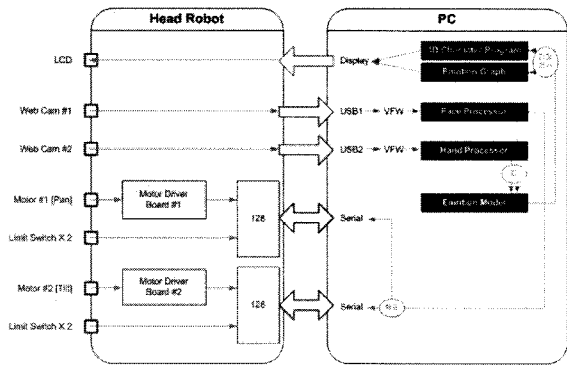 Head Robot
PC
LCD
Display
3D Character Program
Emotion Graph
Web Cam #1
USB1
VFW
Face Processor
Web Cam #2
USB2
VFW
Hand Processor
Emotion Model
Motor #1 [Pan]
Motor Driver
Board #1
128
Serial
Limit Switch X 2
Motor #2 [Tilt]
Motor Driver
Board #2
128
Serial
Limit Switch X 2